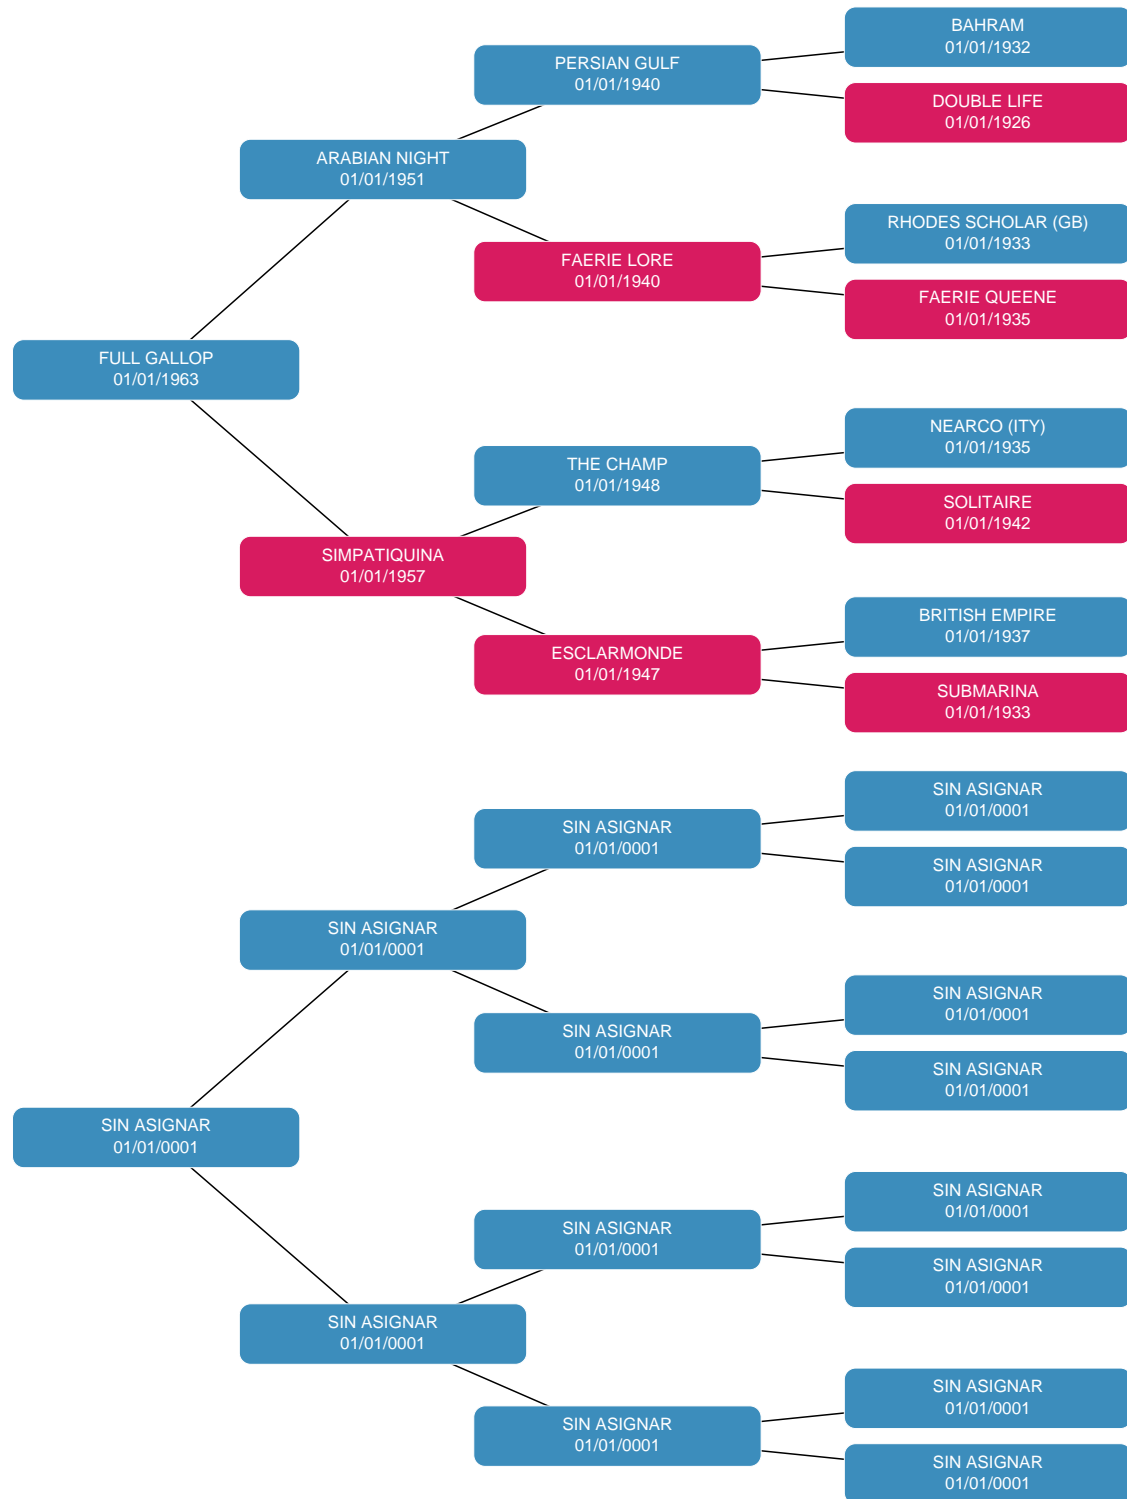 BAHRAM
01/01/1932
PERSIAN GULF
01/01/1940
DOUBLE LIFE
01/01/1926
ARABIAN NIGHT
01/01/1951
RHODES SCHOLAR (GB)
01/01/1933
FAERIE LORE
01/01/1940
FAERIE QUEENE
01/01/1935
FULL GALLOP
01/01/1963
NEARCO (ITY)
01/01/1935
THE CHAMP
01/01/1948
SOLITAIRE
01/01/1942
SIMPATIQUINA
01/01/1957
BRITISH EMPIRE
01/01/1937
ESCLARMONDE
01/01/1947
SUBMARINA
01/01/1933
SIN ASIGNAR
01/01/0001
SIN ASIGNAR
01/01/0001
SIN ASIGNAR
01/01/0001
SIN ASIGNAR
01/01/0001
SIN ASIGNAR
01/01/0001
SIN ASIGNAR
01/01/0001
SIN ASIGNAR
01/01/0001
SIN ASIGNAR
01/01/0001
SIN ASIGNAR
01/01/0001
SIN ASIGNAR
01/01/0001
SIN ASIGNAR
01/01/0001
SIN ASIGNAR
01/01/0001
SIN ASIGNAR
01/01/0001
SIN ASIGNAR
01/01/0001
SIN ASIGNAR
01/01/0001